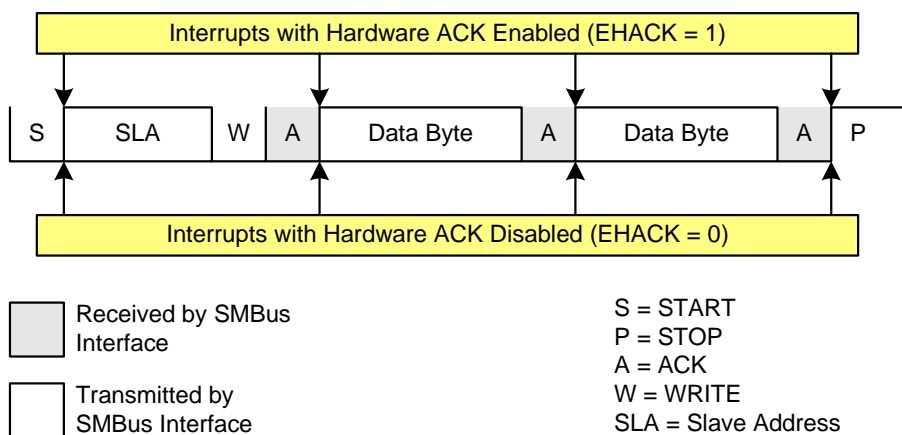 Interrupts with Hardware ACK Enabled (EHACK = 1)
S SLA W A Data Byte A Data Byte A P
Interrupts with Hardware ACK Disabled (EHACK = 0)
Received by SMBus
Interface
Transmitted by
SMBus Interface
S = START
P = STOP
A = ACK
W = WRITE
SLA = Slave Address